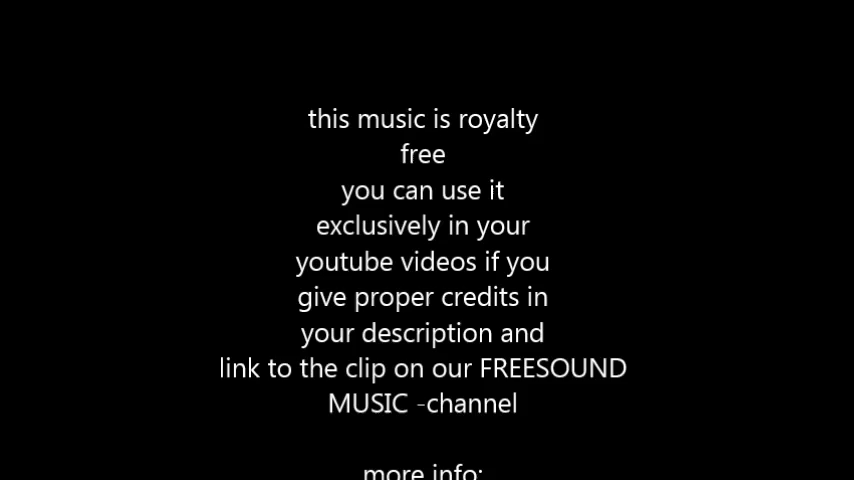 this music is royalty
free
you can use it
exclusively in your
youtube videos if you
give proper credits in
your description and
link to the clip on our FREESOUND
MUSIC -channel
more info: